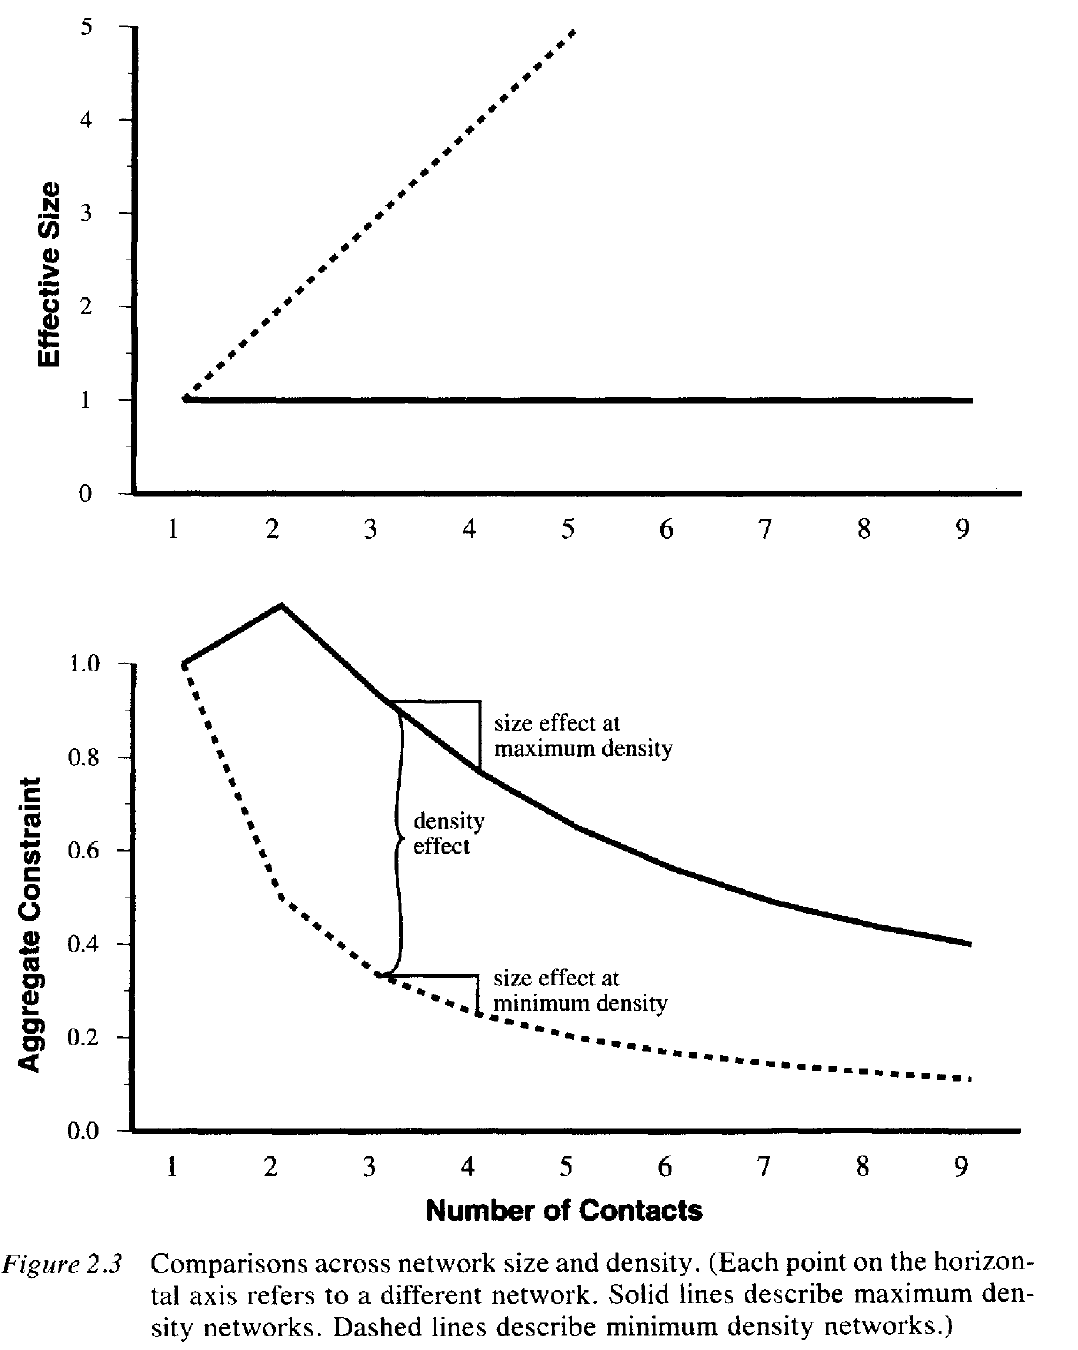 5
4
3
2
1
0
Effective Size
1 2 3 4 5 6 7 8 9
1.0
0.8
0.6
0.4
0.2
0.0
Aggregate Constraint
size effect at
maximum density
density
effect
size effect at
minimum density
1 2 3 4 5 6 7 8 9
Number of Contacts
Figure 2.3 Comparisons across network size and density. (Each point on the horizon-
tal axis refers to a different network. Solid lines describe maximum den-
sity networks. Dashed lines describe minimum density networks.)